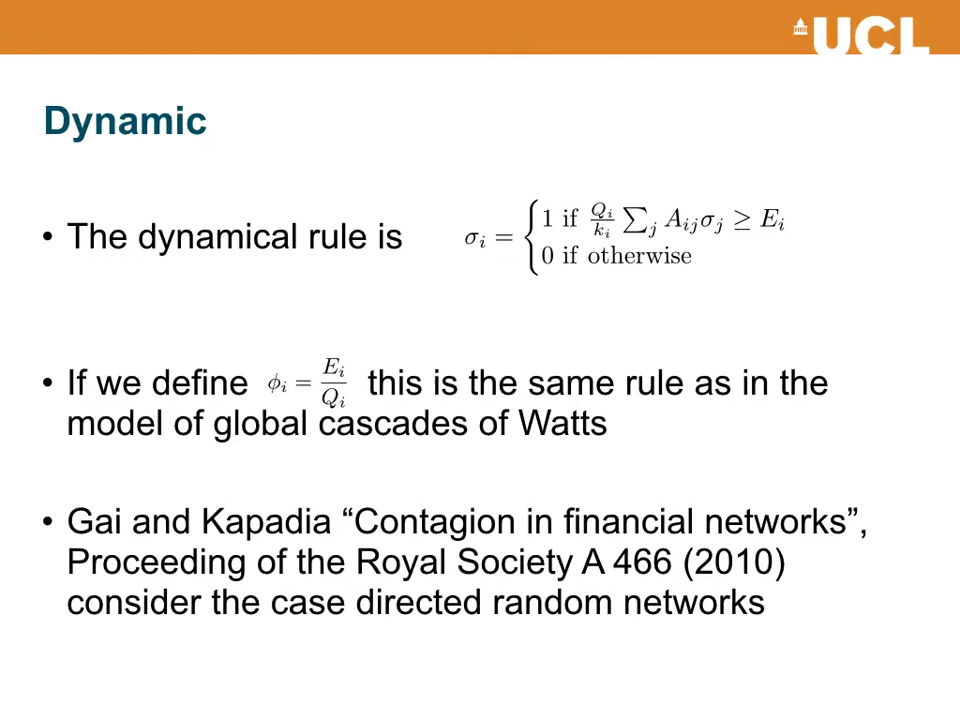 UCL
Dynamic
• The dynamical rule is σ_i = { 1 if Q_i/k_i ∑_j A_ij σ_j ≥ E_i
0 if otherwise
• If we define ϕ_i = E_i/Q_i this is the same rule as in the
model of global cascades of Watts
• Gai and Kapadia “Contagion in financial networks”,
Proceeding of the Royal Society A 466 (2010)
consider the case directed random networks